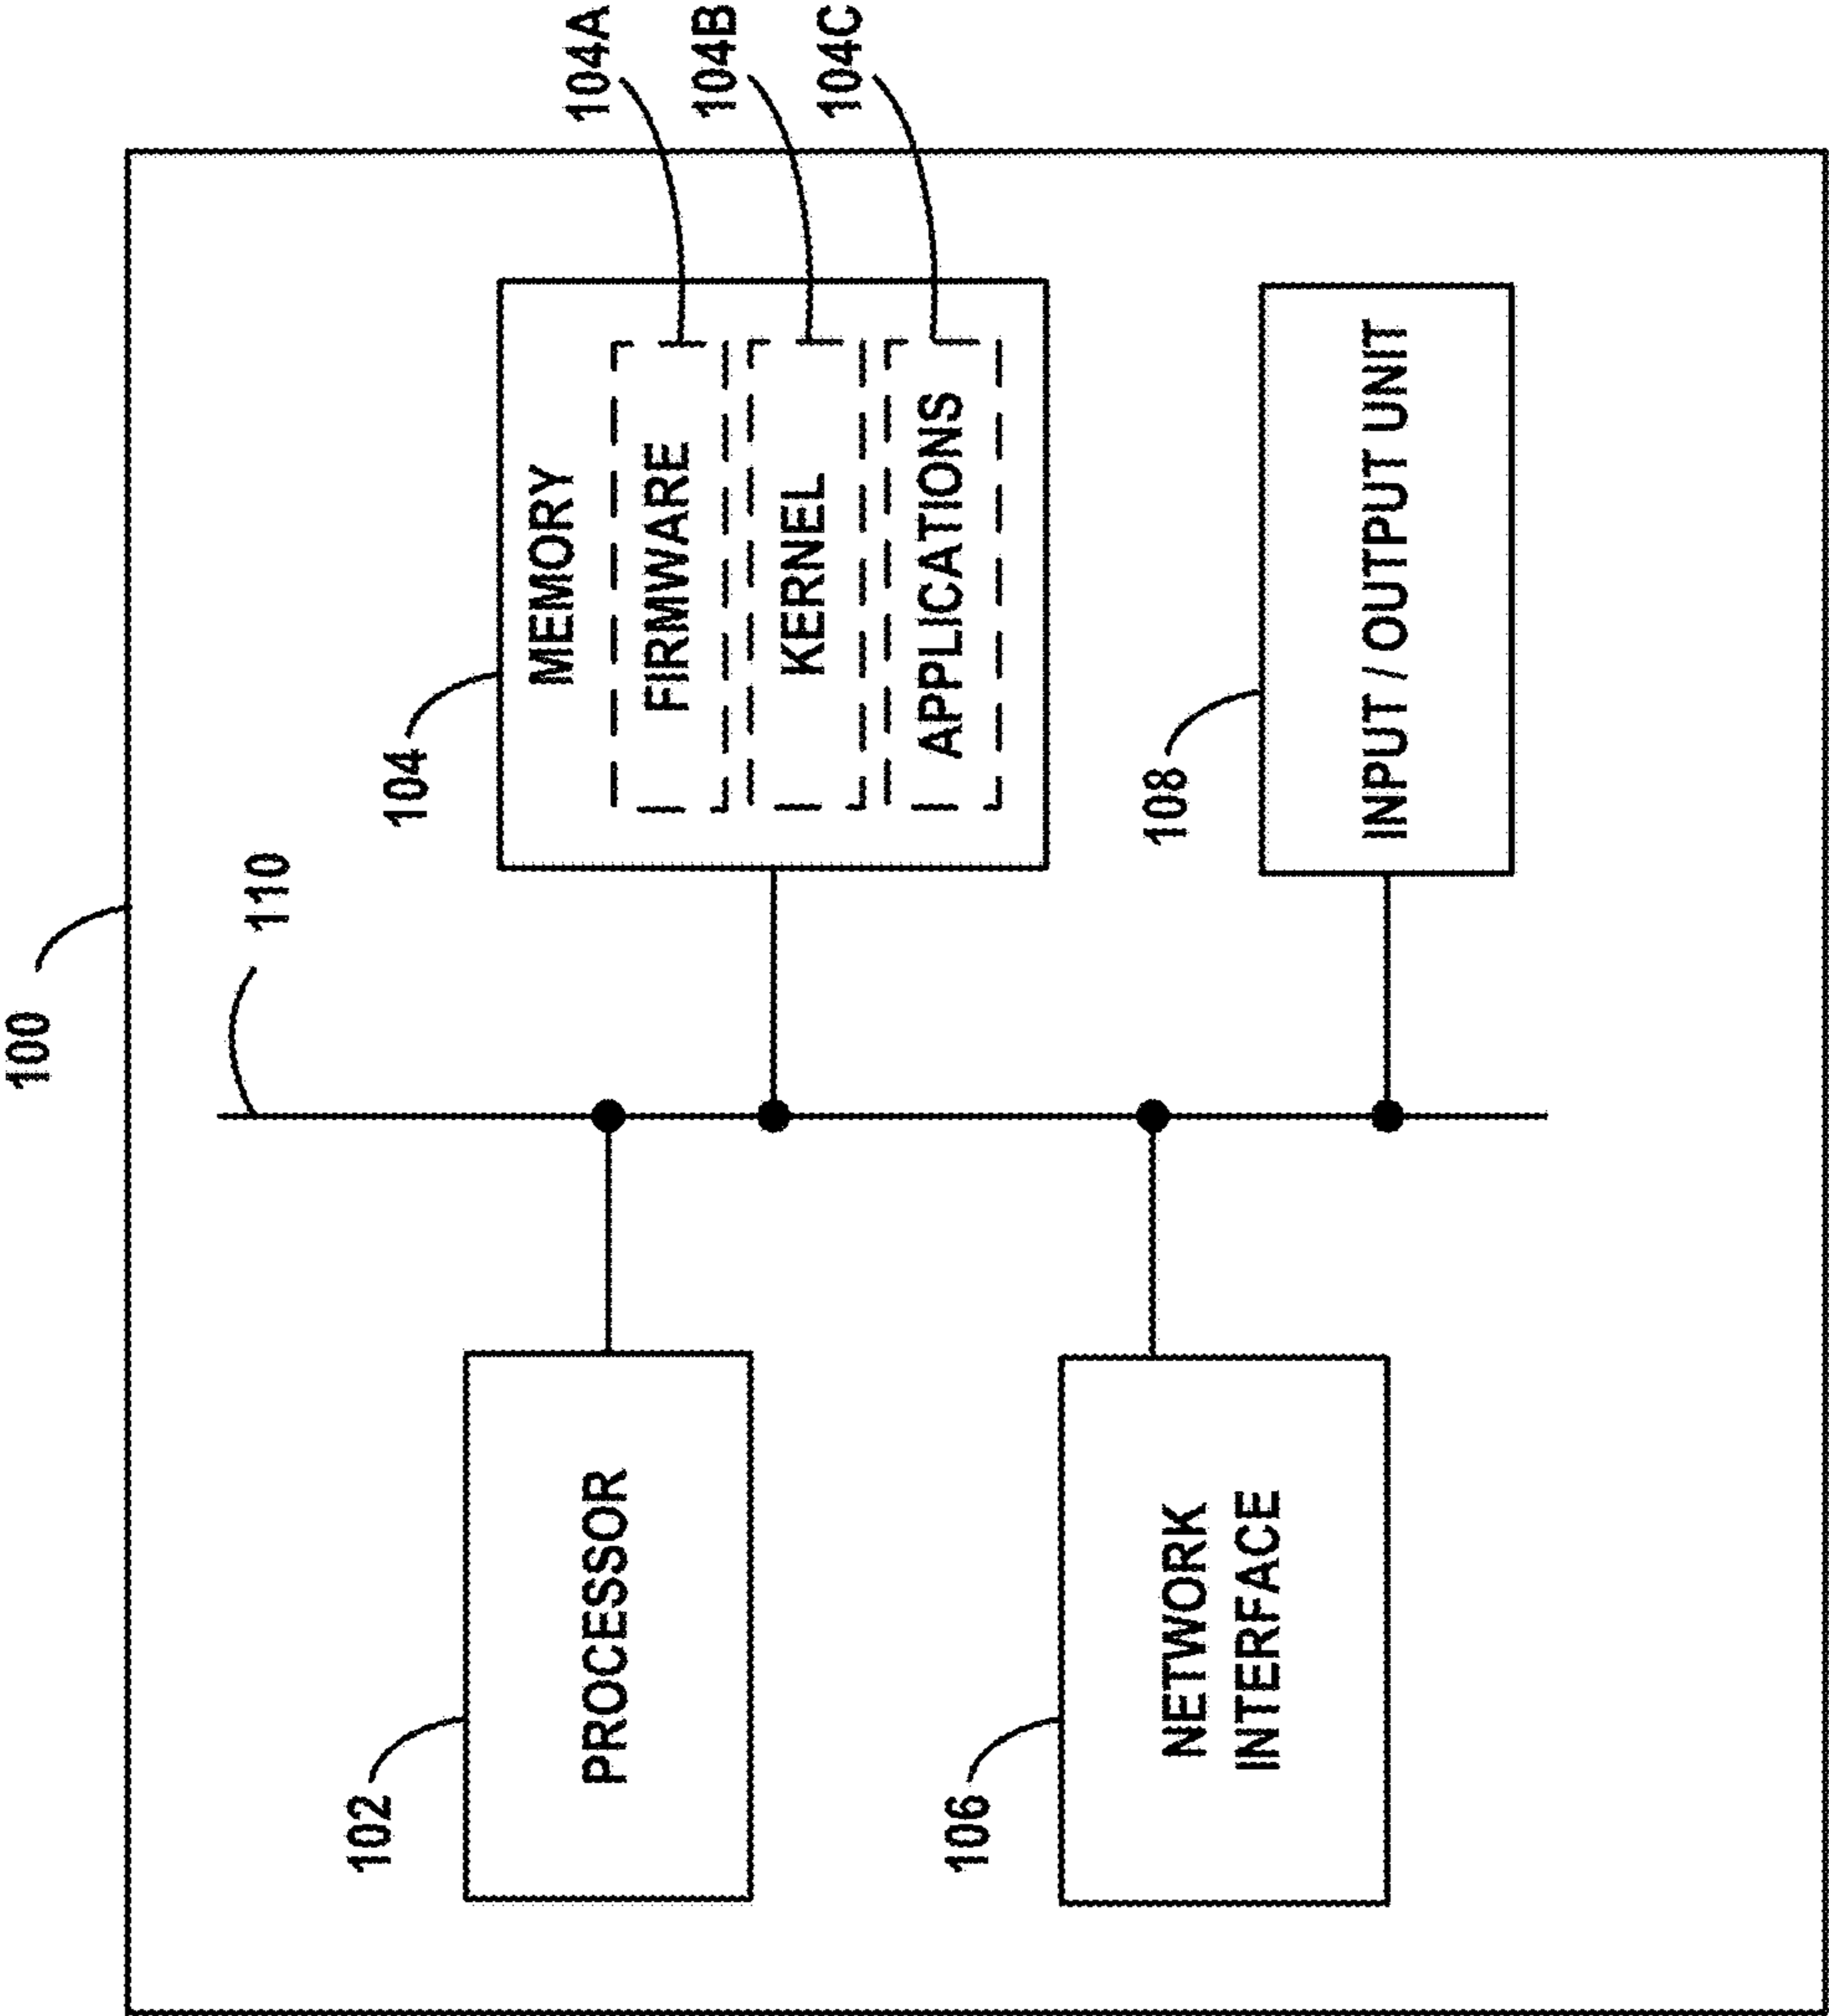 100
110
102
PROCESSOR
104
MEMORY
FIRMWARE
104A
KERNEL
104B
APPLICATIONS
104C
106
NETWORK
INTERFACE
108
INPUT / OUTPUT UNIT